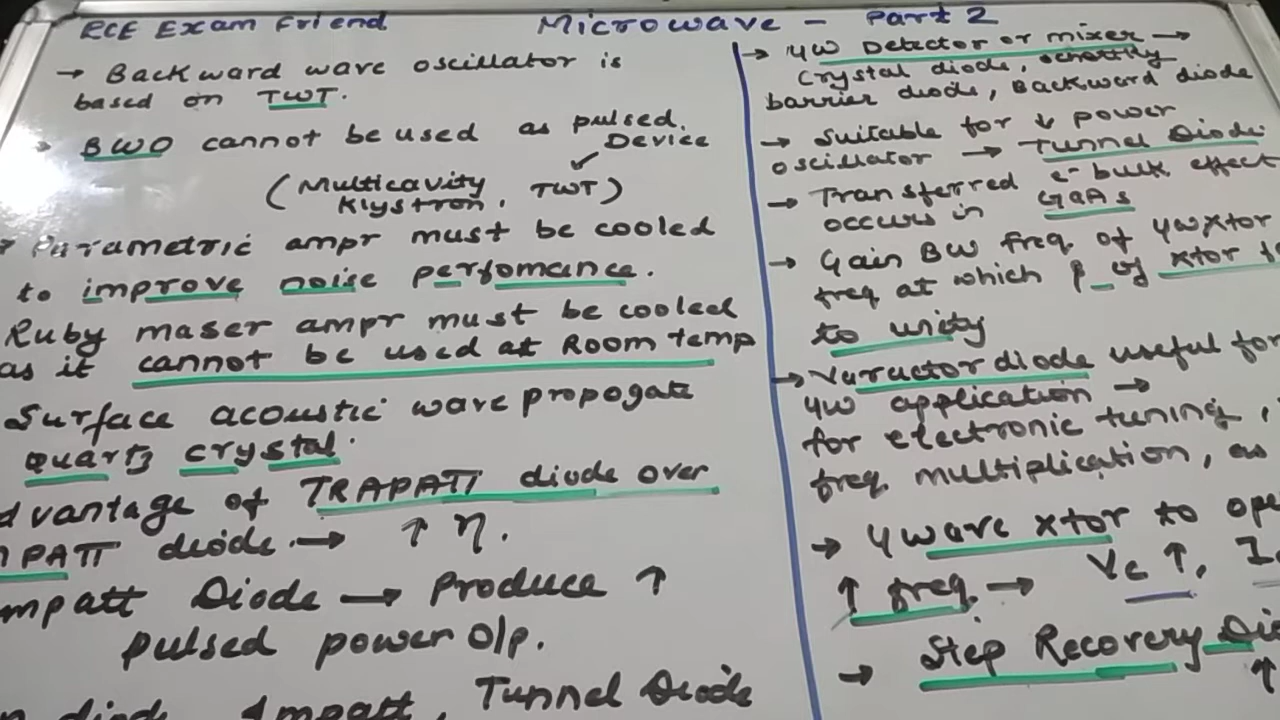 ECE Exam Friend Microwave - Part 2
→ Backward wave oscillator is
based on TWT.
BWO cannot be used as pulsed
Device
(Multicavity TWT)
Klystron,
Parametric ampr must be cooled
to improve noise perfomance.
Ruby maser ampr must be cooled
as it cannot be used at Room temp
Surface acoustic wave propogate
quartz crystal.
dvantage of TRAPATT diode over
MPATT diode → ↑ η.
mpatt Diode → Produce ↑
pulsed power O/p.
n diode, Impatt, Tunnel Diode
→ μw Detector or mixer →
Crystal diode, schottky
barrier diode, Backward diode
→ Suitable for ↓ power
oscillator → Tunnel Diode.
→ Transferred e- bulk effect
occurs in GaAs
→ Gain BW freq. of μw xtor
freq at which β of xtor
to unity
→ Varactor diode useful for
μw application →
for electronic tuning,
freq multiplication, as
→ μwave xtor to ope
↑ freq. → Vc ↑, I
→ Step Recovery Di
↑